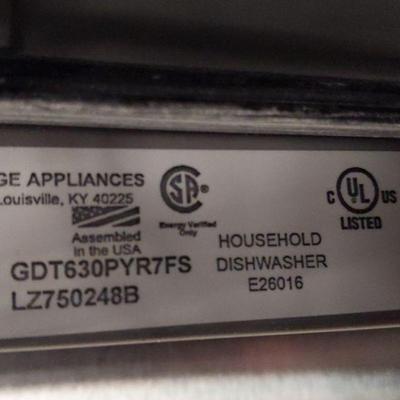 GE APPLIANCES
Louisville, KY 40225
Assembled
in the USA
GDT630PYR7FS
LZ750248B
SA
Energy Verified
Only
HOUSEHOLD
DISHWASHER
E26016
C UL US
LISTED